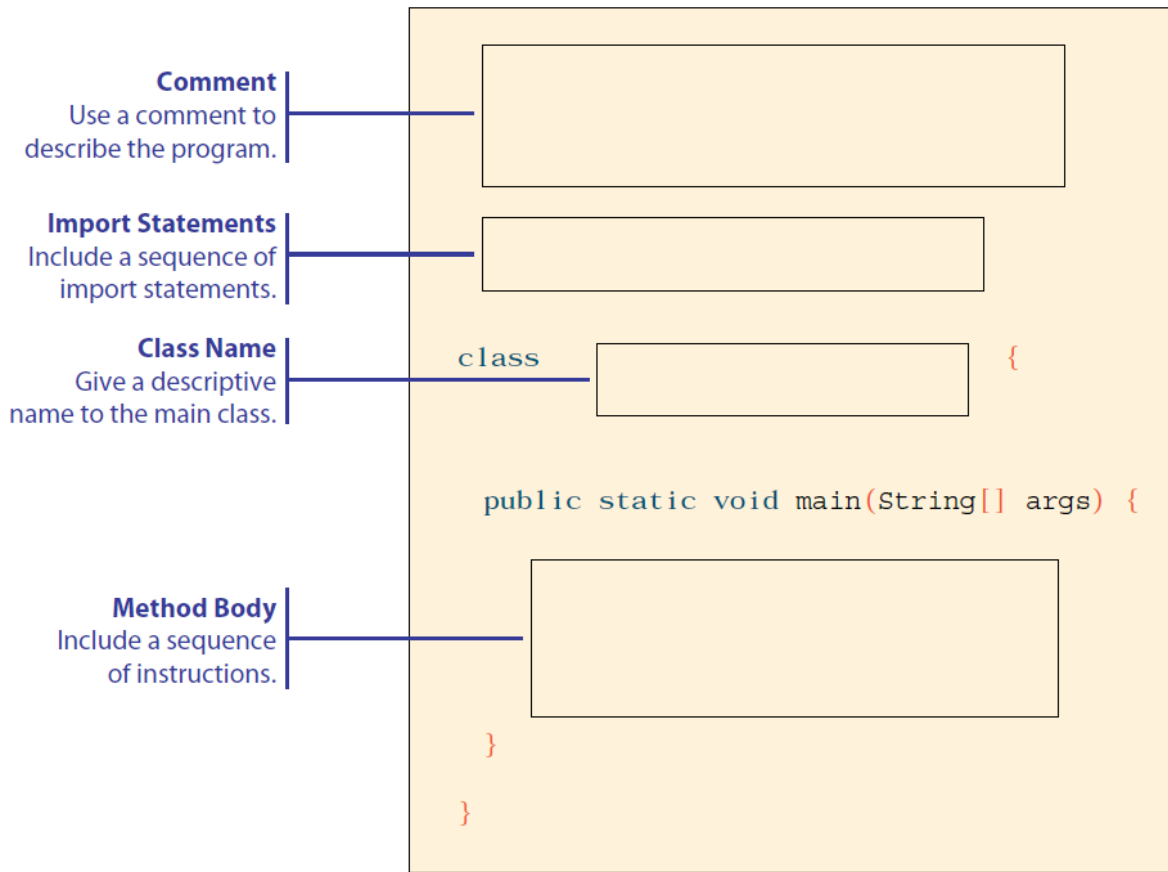 Comment
Use a comment to
describe the program.
Import Statements
Include a sequence of
import statements.
Class Name
Give a descriptive
name to the main class.
class {
public static void main(String[] args) {
Method Body
Include a sequence
of instructions.
}
}